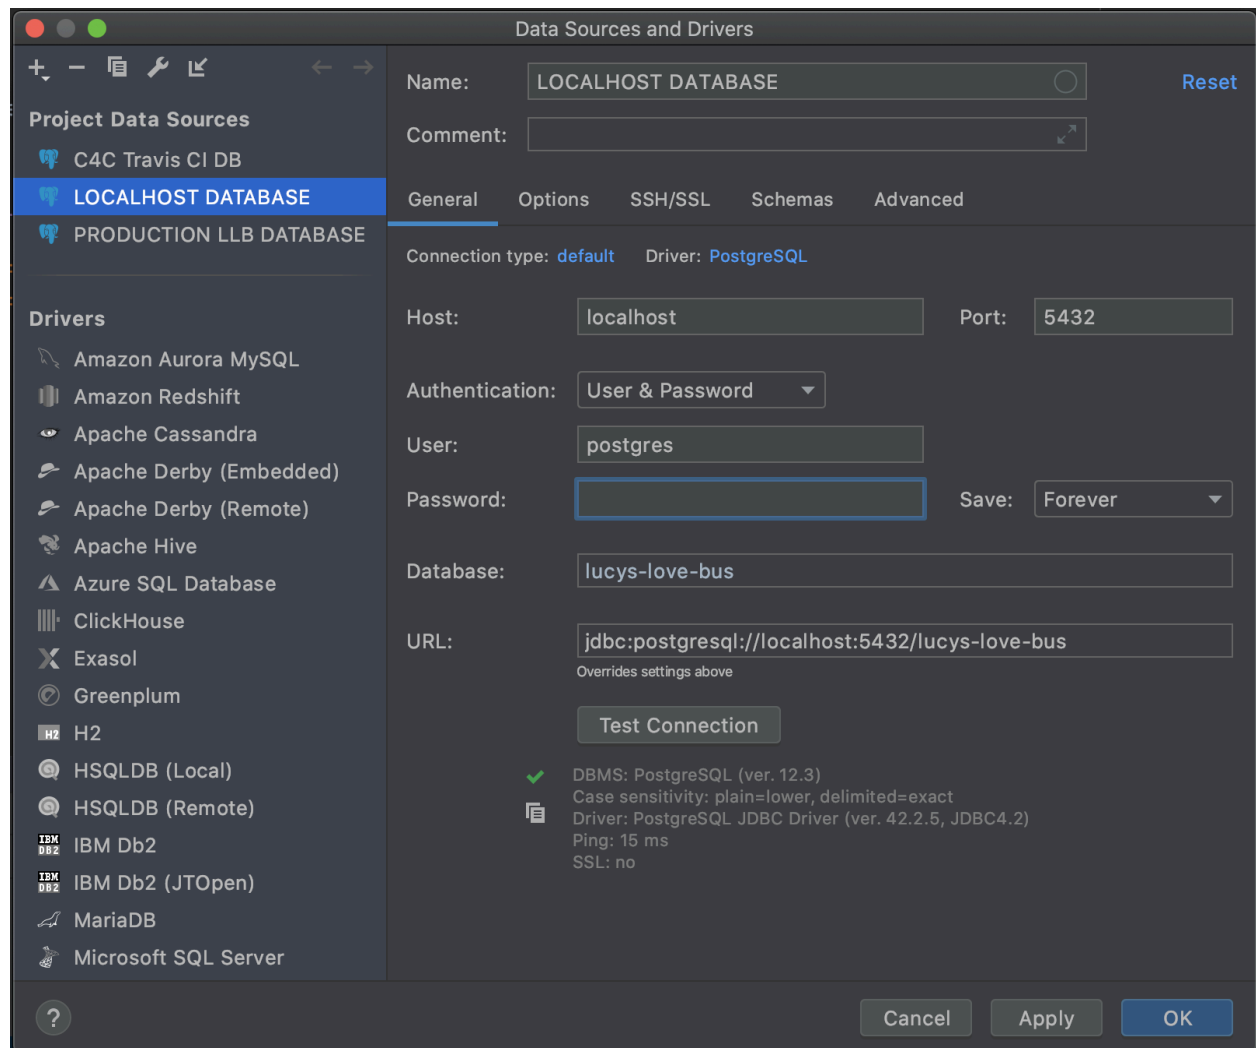 Data Sources and Drivers
Project Data Sources
C4C Travis CI DB
LOCALHOST DATABASE
PRODUCTION LLB DATABASE
Drivers
Amazon Aurora MySQL
Amazon Redshift
Apache Cassandra
Apache Derby (Embedded)
Apache Derby (Remote)
Apache Hive
Azure SQL Database
ClickHouse
Exasol
Greenplum
H2 H2
HSQLDB (Local)
HSQLDB (Remote)
IBM DB2 IBM Db2
IBM DB2 IBM Db2 (JTOpen)
MariaDB
Microsoft SQL Server
Name: LOCALHOST DATABASE Reset
Comment:
General Options SSH/SSL Schemas Advanced
Connection type: default Driver: PostgreSQL
Host: localhost Port: 5432
Authentication: User & Password
User: postgres
Password: Save: Forever
Database: lucys-love-bus
URL: jdbc:postgresql://localhost:5432/lucys-love-bus
Overrides settings above
Test Connection
DBMS: PostgreSQL (ver. 12.3)
Case sensitivity: plain=lower, delimited=exact
Driver: PostgreSQL JDBC Driver (ver. 42.2.5, JDBC4.2)
Ping: 15 ms
SSL: no
? Cancel Apply OK